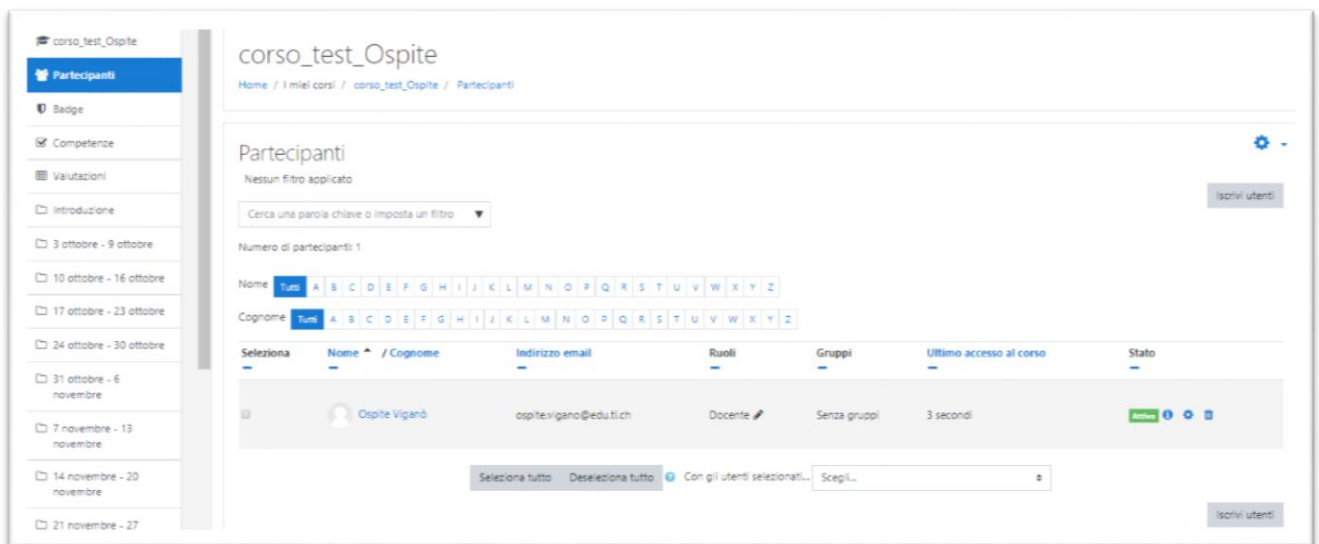 corso_test_Ospite
Partecipanti
Badge
Competenze
Valutazioni
Introduzione
3 ottobre - 9 ottobre
10 ottobre - 16 ottobre
17 ottobre - 23 ottobre
24 ottobre - 30 ottobre
31 ottobre - 6
novembre
7 novembre - 13
novembre
14 novembre - 20
novembre
21 novembre - 27
corso_test_Ospite
Home / I miei corsi / corso_test_Ospite / Partecipanti
Partecipanti
Nessun filtro applicato
Iscrivi utenti
Cerca una parola chiave o imposta un filtro ▼
Numero di partecipanti: 1
Nome Tutti A B C D E F G H I J K L M N O P Q R S T U V W X Y Z
Cognome Tutti A B C D E F G H I J K L M N O P Q R S T U V W X Y Z
Seleziona Nome / Cognome Indirizzo email Ruoli Gruppi Ultimo accesso al corso Stato
Ospite Viganò ospite.vigano@edu.ti.ch Docente Senza gruppi 3 secondi Attivo
Seleziona tutto Deseleziona tutto Con gli utenti selezionati... Scegli...
Iscrivi utenti